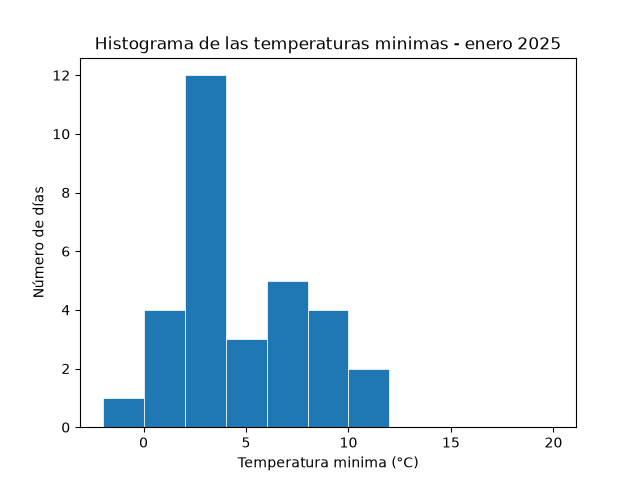 Histograma de las temperaturas minimas - enero 2025
12
10
8
6
4
2
0
Número de días
0 5 10 15 20
Temperatura minima (°C)